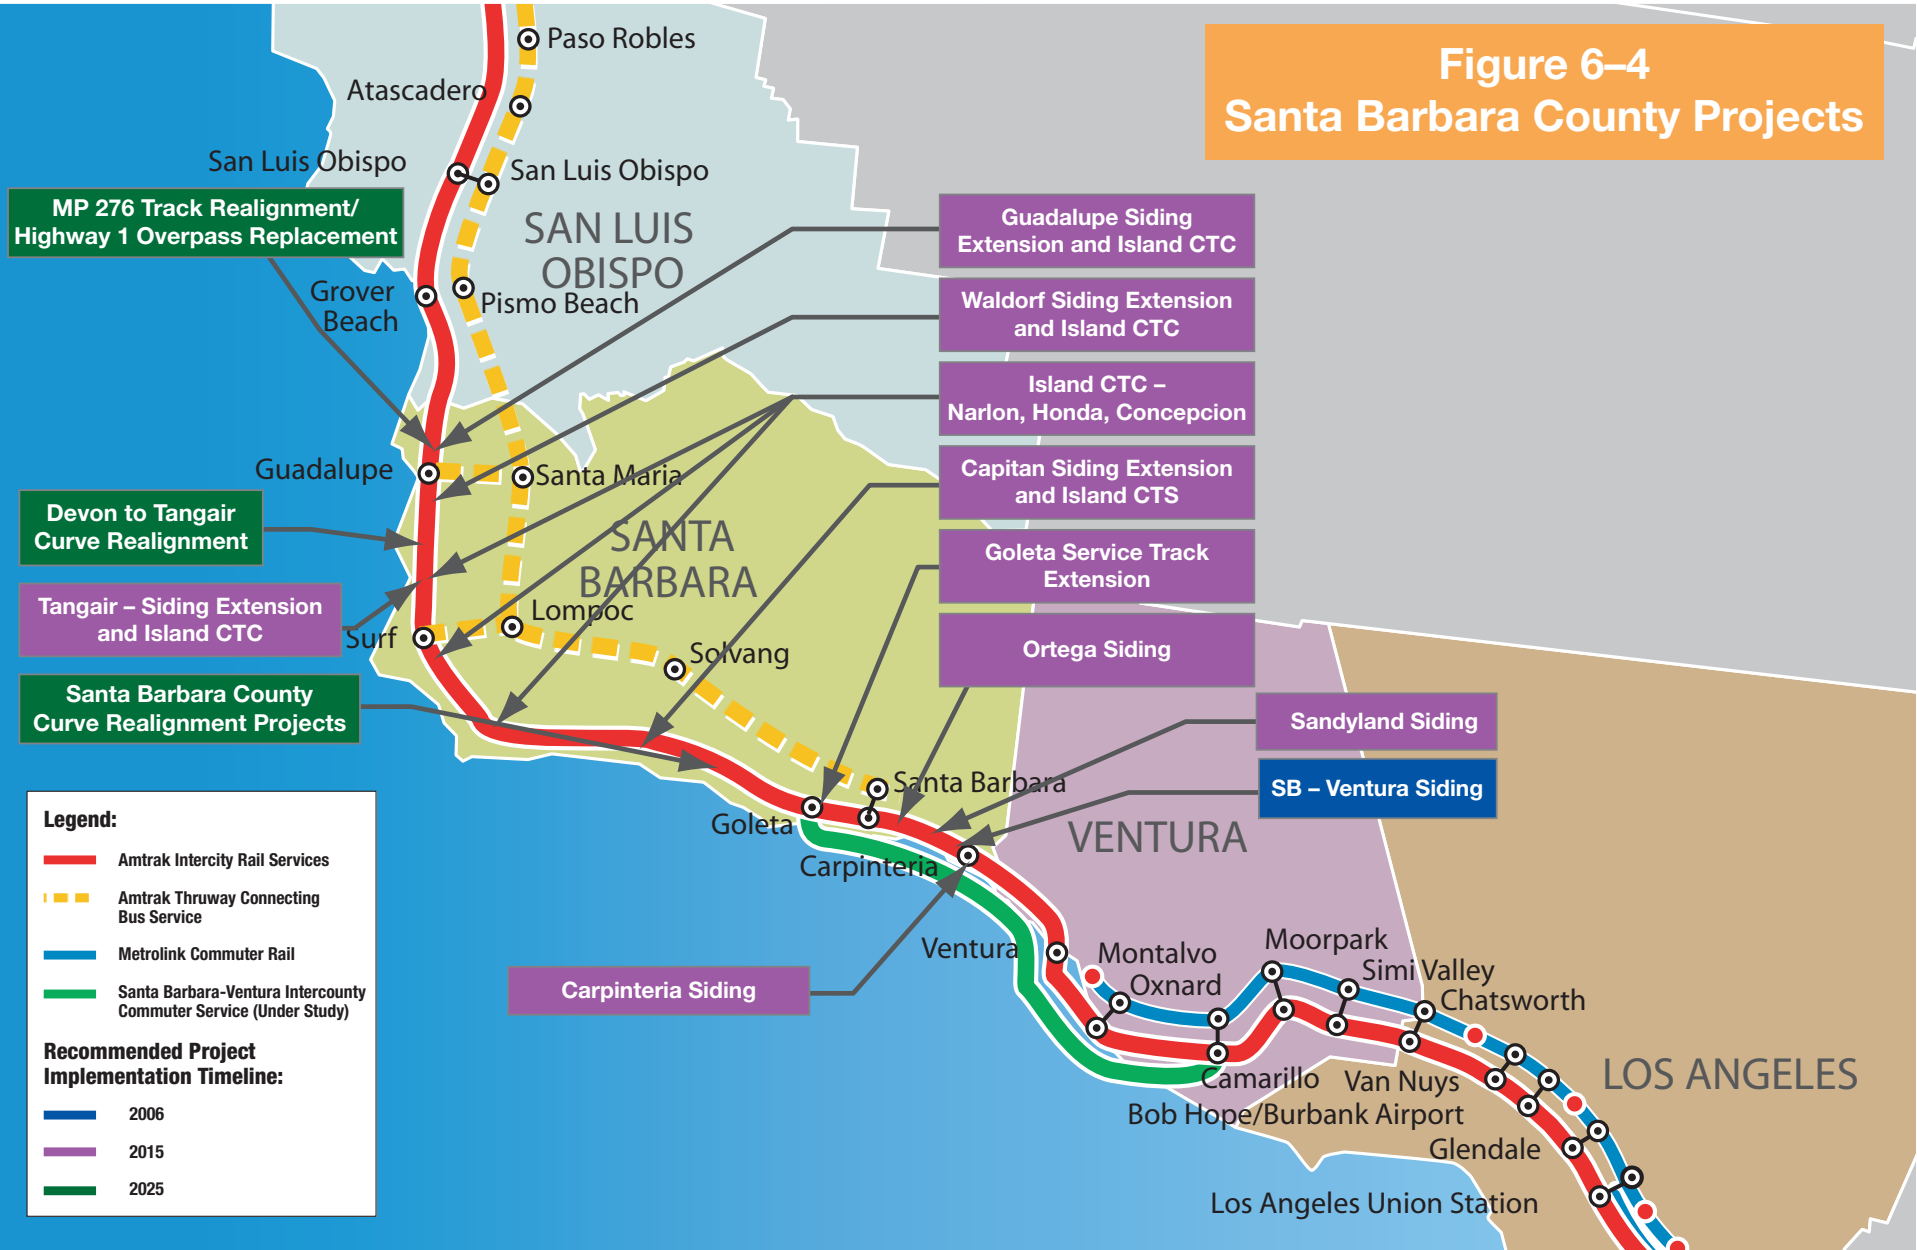 Figure 6–4
Santa Barbara County Projects
Paso Robles
Atascadero
San Luis Obispo
San Luis Obispo
MP 276 Track Realignment/
Highway 1 Overpass Replacement
SAN LUIS
OBISPO
Grover
Beach
Pismo Beach
Guadalupe Siding
Extension and Island CTC
Waldorf Siding Extension
and Island CTC
Island CTC –
Narlon, Honda, Concepcion
Capitan Siding Extension
and Island CTS
Goleta Service Track
Extension
Ortega Siding
Sandyland Siding
SB – Ventura Siding
Guadalupe
Santa Maria
Devon to Tangair
Curve Realignment
SANTA
BARBARA
Tangair – Siding Extension
and Island CTC
Surf
Lompoc
Solvang
Santa Barbara County
Curve Realignment Projects
Santa Barbara
Goleta
Carpinteria
VENTURA
Ventura
Carpinteria Siding
Montalvo
Oxnard
Moorpark
Simi Valley
Chatsworth
Camarillo
Van Nuys
Bob Hope/Burbank Airport
Glendale
Los Angeles Union Station
LOS ANGELES
Legend:
Amtrak Intercity Rail Services
Amtrak Thruway Connecting
Bus Service
Metrolink Commuter Rail
Santa Barbara-Ventura Intercounty
Commuter Service (Under Study)
Recommended Project
Implementation Timeline:
2006
2015
2025